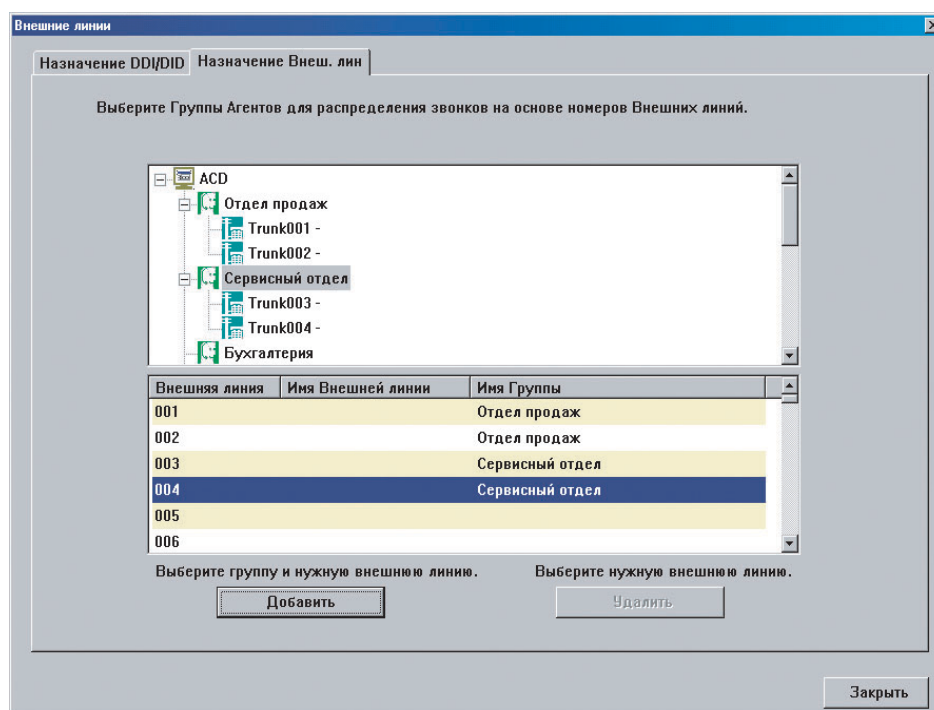 Внешние линии
Назначение DDI/DID Назначение Внеш. лин
Выберите Группы Агентов для распределения звонков на основе номеров Внешних линий.
ACD
Отдел продаж
Trunk001 -
Trunk002 -
Сервисный отдел
Trunk003 -
Trunk004 -
Бухгалтерия
Внешняя линия Имя Внешней линии Имя Группы
001 Отдел продаж
002 Отдел продаж
003 Сервисный отдел
004 Сервисный отдел
005
006
Выберите группу и нужную внешнюю линию. Выберите нужную внешнюю линию.
Добавить Удалить
Закрыть